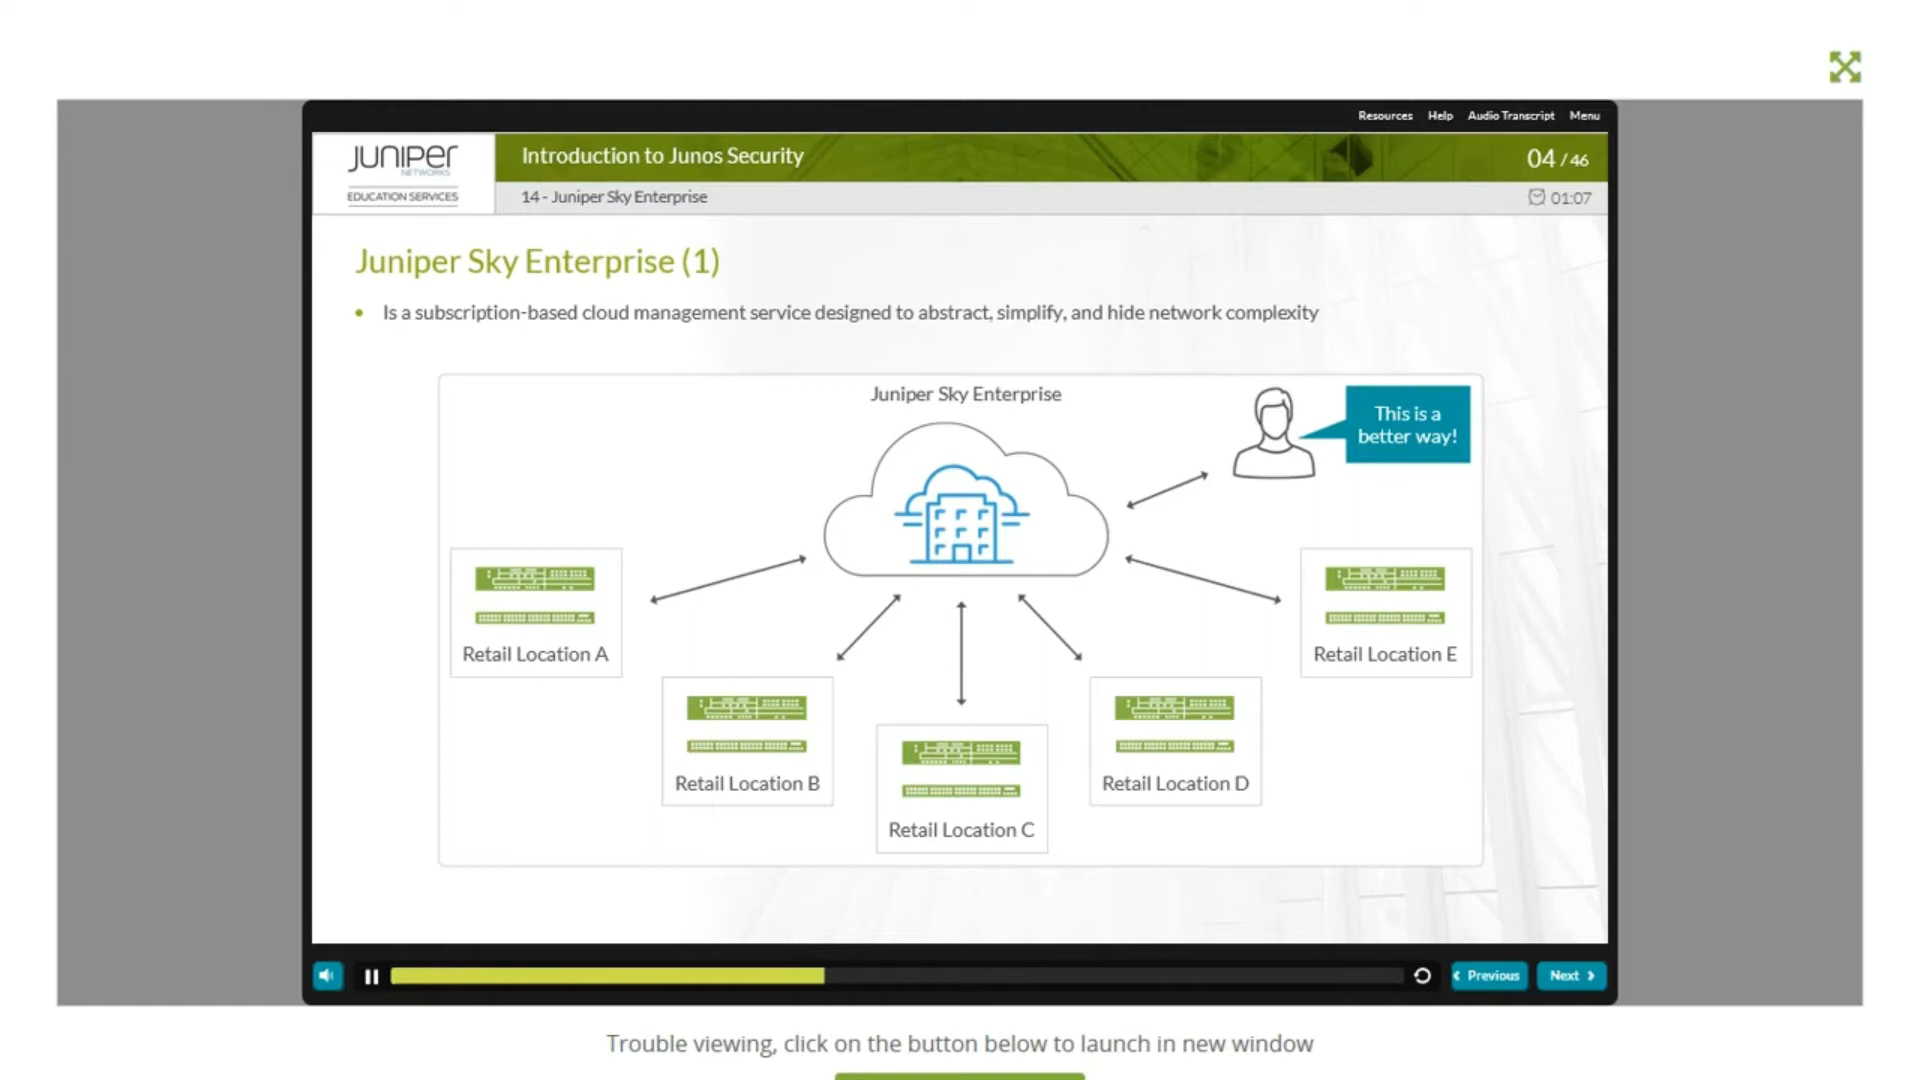 Resources Help Audio Transcript Menu
JUNIPER
NETWORKS
EDUCATION SERVICES
Introduction to Junos Security
04 / 46
14 - Juniper Sky Enterprise
01:07
Juniper Sky Enterprise (1)
• Is a subscription-based cloud management service designed to abstract, simplify, and hide network complexity
Juniper Sky Enterprise
This is a
better way!
Retail Location A
Retail Location E
Retail Location B
Retail Location D
Retail Location C
Previous
Next
Trouble viewing, click on the button below to launch in new window